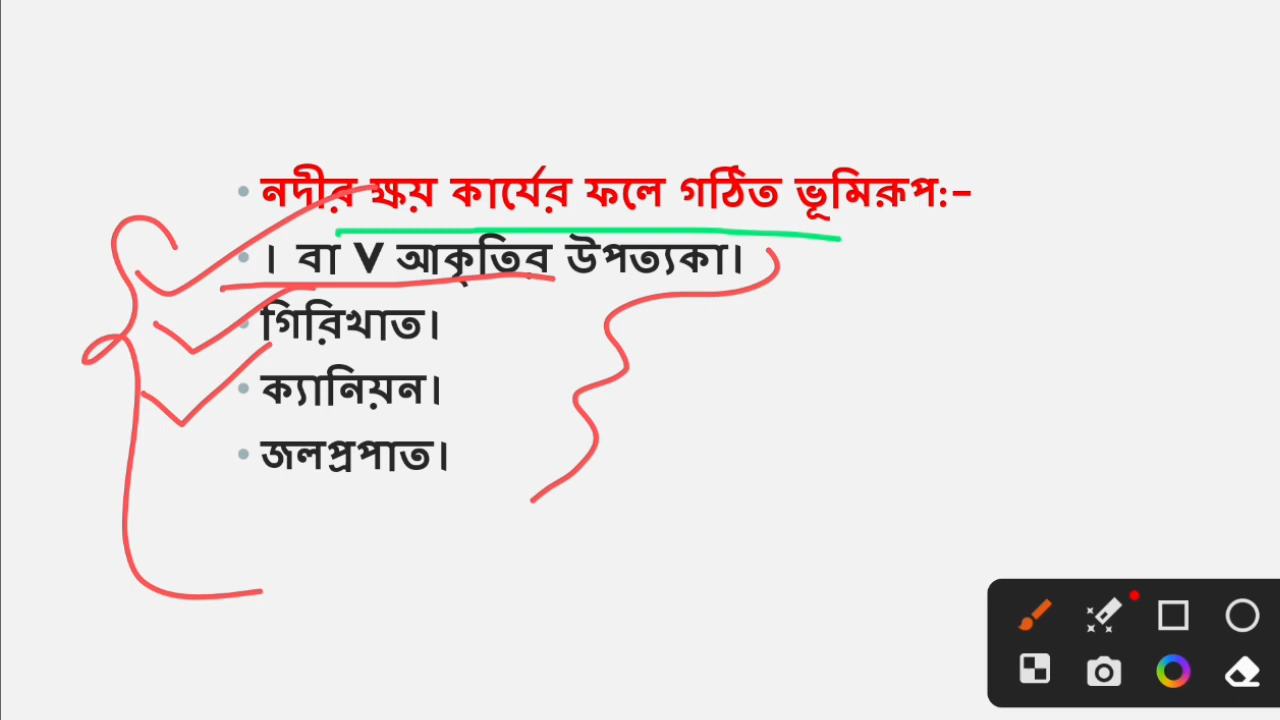 নদীর ক্ষয় কার্যের ফলে গঠিত ভূমিরূপ:-
। বা V আকৃতির উপত্যকা।
গিরিখাত।
ক্যানিয়ন।
জলপ্রপাত।